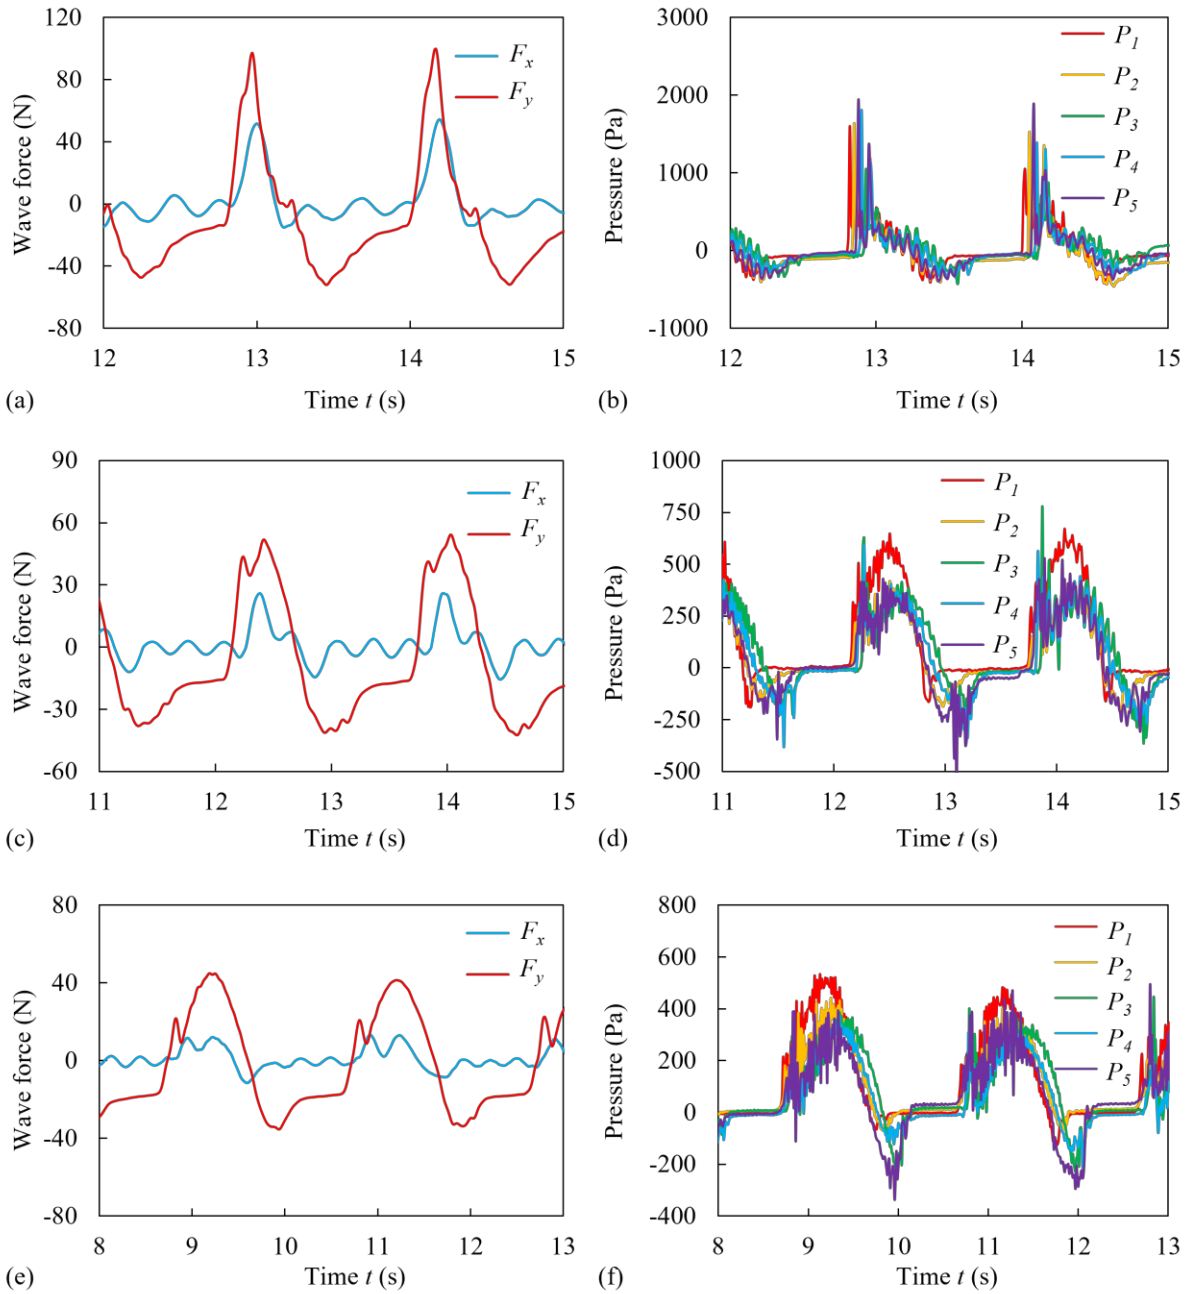 120
80
40
0
-40
-80
Wave force (N)
F_x
F_y
12 13 14 15
(a) Time t (s)
3000
2000
1000
0
-1000
Pressure (Pa)
P_1
P_2
P_3
P_4
P_5
12 13 14 15
(b) Time t (s)
90
60
30
0
-30
-60
Wave force (N)
F_x
F_y
11 12 13 14 15
(c) Time t (s)
1000
750
500
250
0
-250
-500
Pressure (Pa)
P_1
P_2
P_3
P_4
P_5
11 12 13 14 15
(d) Time t (s)
80
40
0
-40
-80
Wave force (N)
F_x
F_y
8 9 10 11 12 13
(e) Time t (s)
800
600
400
200
0
-200
-400
Pressure (Pa)
P_1
P_2
P_3
P_4
P_5
8 9 10 11 12 13
(f) Time t (s)